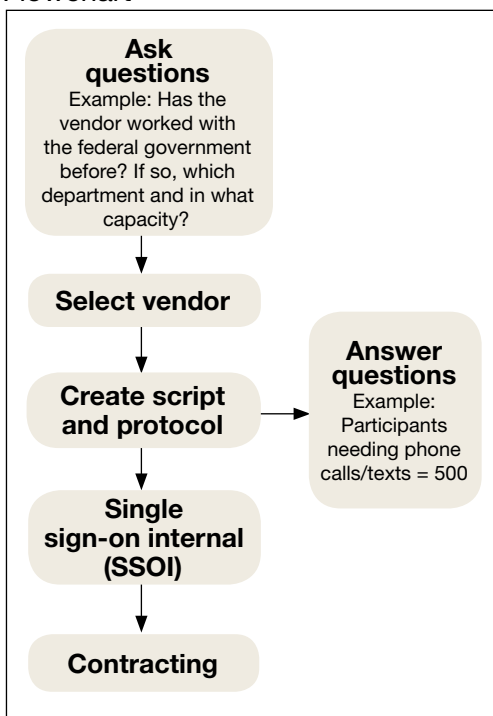 Flowchart
Ask
questions
Example: Has the
vendor worked with
the federal government
before? If so, which
department and in what
capacity?
Select vendor
Create script
and protocol
Answer
questions
Example:
Participants
needing phone
calls/texts = 500
Single
sign-on internal
(SSOI)
Contracting